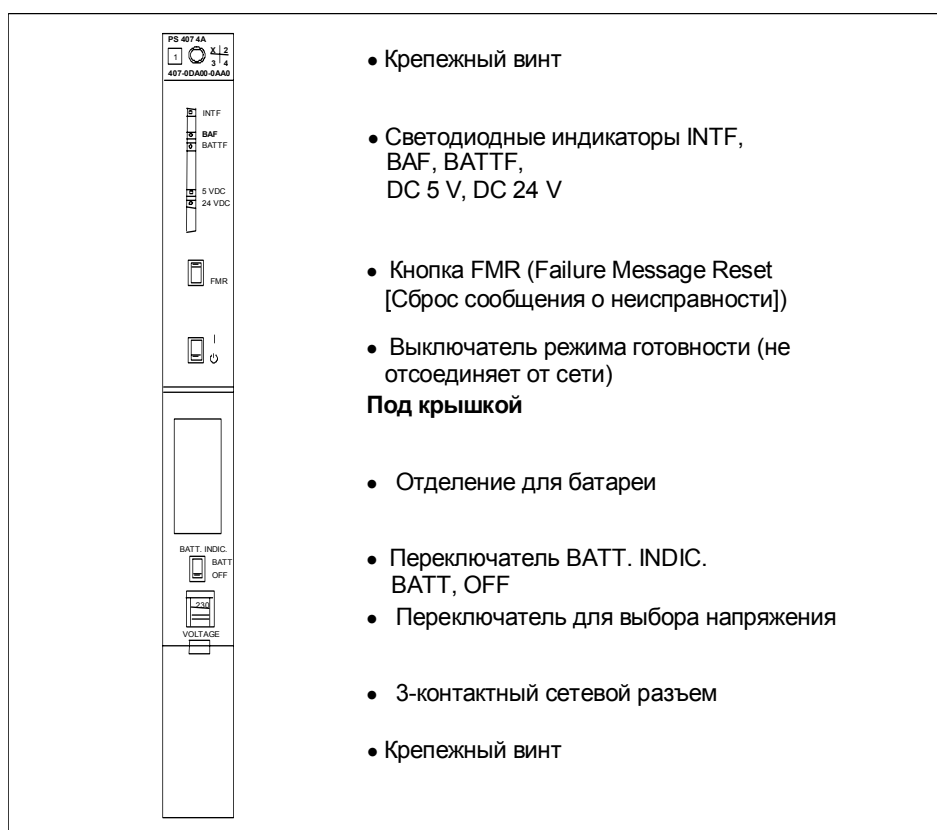 PS 407 4A
1
X 2
3 4
407-0DA00-0AA0
• Крепежный винт
INTF
BAF
BATTF
5 VDC
24 VDC
• Светодиодные индикаторы INTF,
BAF, BATTF,
DC 5 V, DC 24 V
FMR
• Кнопка FMR (Failure Message Reset
[Сброс сообщения о неисправности])
I
• Выключатель режима готовности (не
отсоединяет от сети)
Под крышкой
• Отделение для батареи
BATT. INDIC.
BATT
OFF
• Переключатель BATT. INDIC.
BATT, OFF
230
VOLTAGE
• Переключатель для выбора напряжения
• 3-контактный сетевой разъем
• Крепежный винт